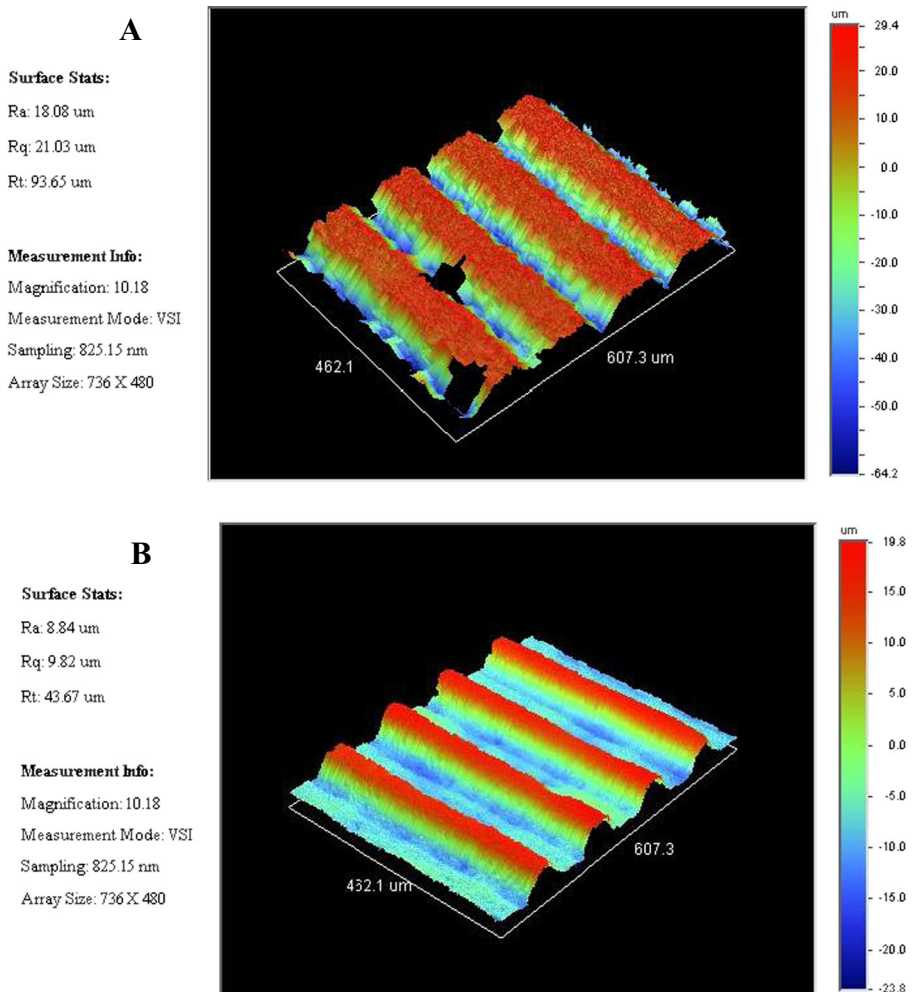 A
Surface Stats:
Ra: 18.08 um
Rq: 21.03 um
Rt: 93.65 um
Measurement Info:
Magnification: 10.18
Measurement Mode: VSI
Sampling: 825.15 nm
Array Size: 736 X 480
462.1
607.3 um
um
29.4
20.0
10.0
0.0
-10.0
-20.0
-30.0
-40.0
-50.0
-64.2
B
Surface Stats:
Ra: 8.84 um
Rq: 9.82 um
Rt: 43.67 um
Measurement Info:
Magnification: 10.18
Measurement Mode: VSI
Sampling: 825.15 nm
Array Size: 736 X 480
462.1 um
607.3
um
19.8
15.0
10.0
5.0
0.0
-5.0
-10.0
-15.0
-20.0
-23.8